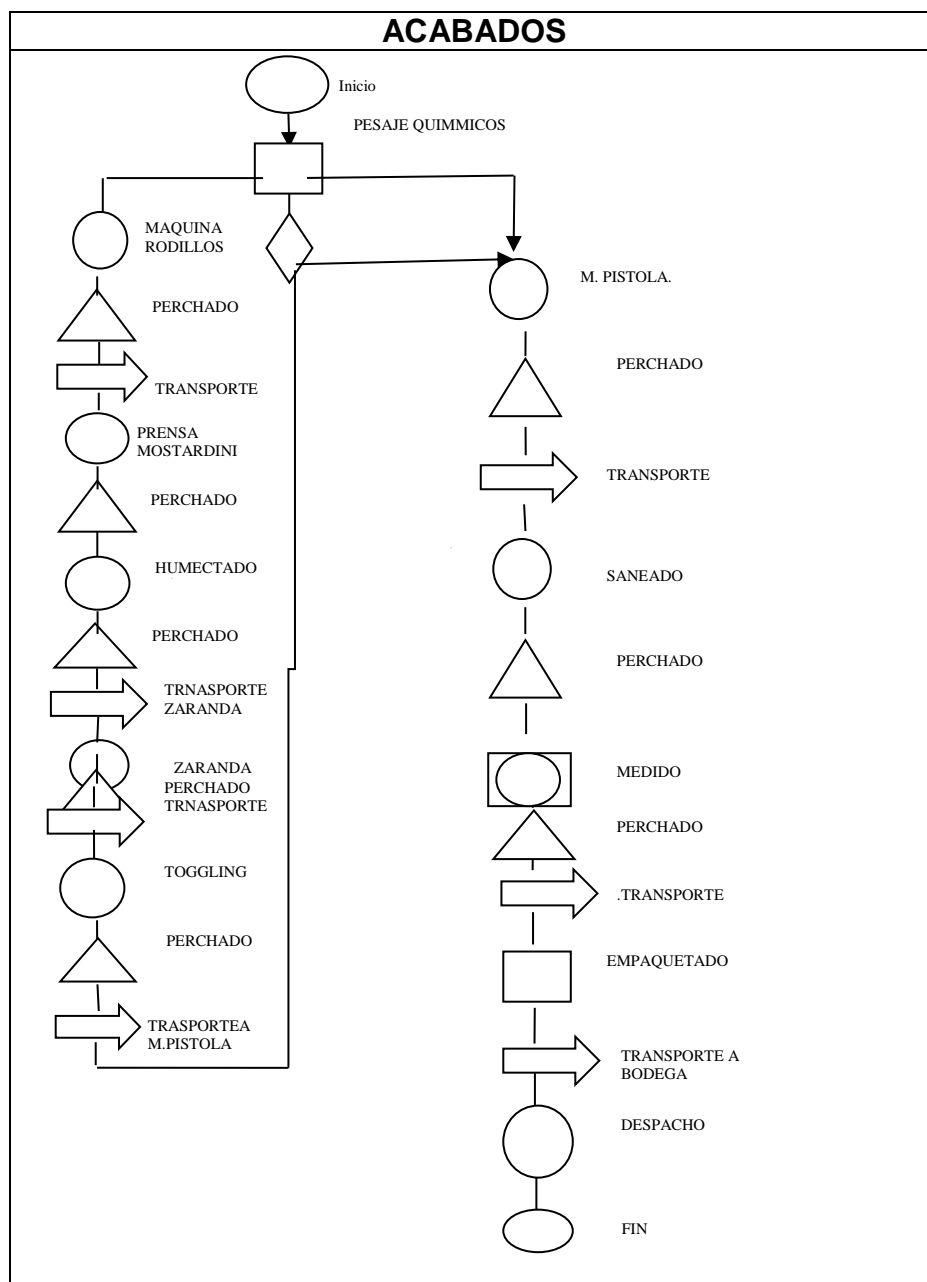 ACABADOS
Inicio
PESAJE QUIMMICOS
MAQUINA
RODILLOS
PERCHADO
TRANSPORTE
PRENSA
MOSTARDINI
PERCHADO
HUMECTADO
PERCHADO
TRNASPORTE
ZARANDA
ZARANDA
PERCHADO
TRNASPORTE
TOGGLING
PERCHADO
TRASPORTEA
M.PISTOLA
M. PISTOLA.
PERCHADO
TRANSPORTE
SANEADO
PERCHADO
MEDIDO
PERCHADO
.TRANSPORTE
EMPAQUETADO
TRANSPORTE A
BODEGA
DESPACHO
FIN